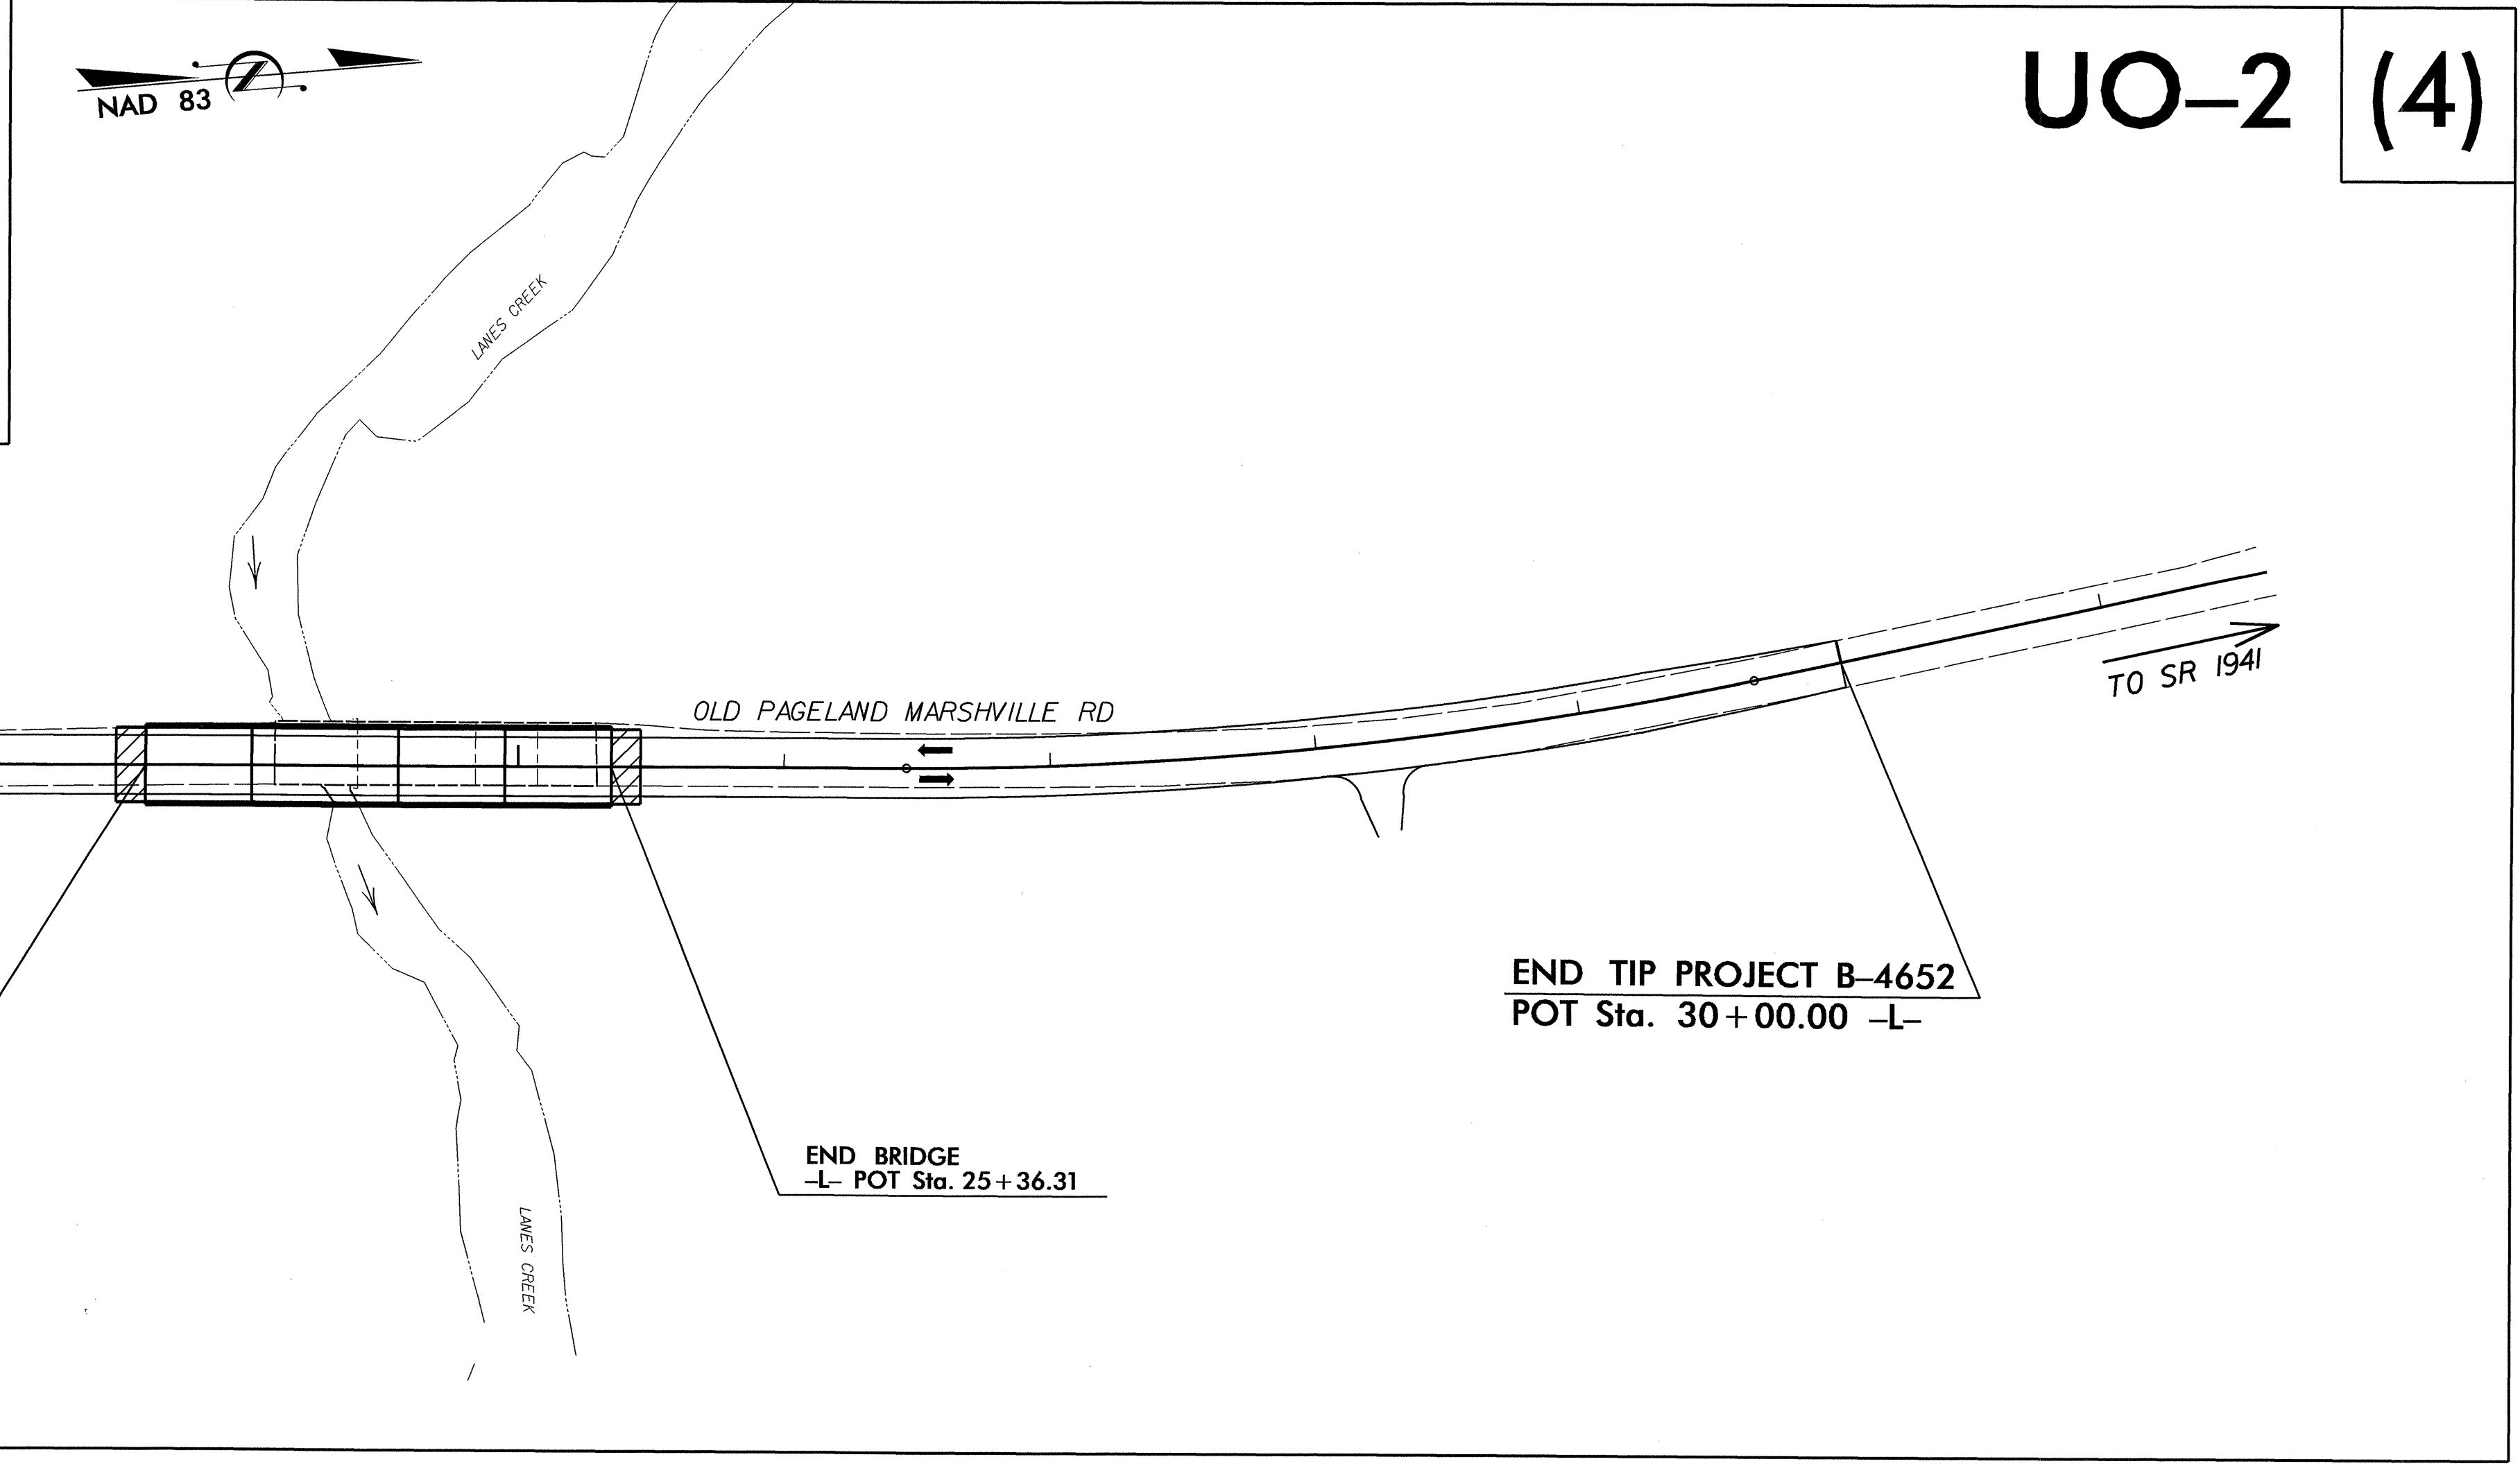 NAD 83
UO–2
(4)
LANES CREEK
OLD PAGELAND MARSHVILLE RD
TO SR 1941
END TIP PROJECT B–4652
POT Sta. 30+00.00 –L–
END BRIDGE
–L– POT Sta. 25+36.31
LANES CREEK